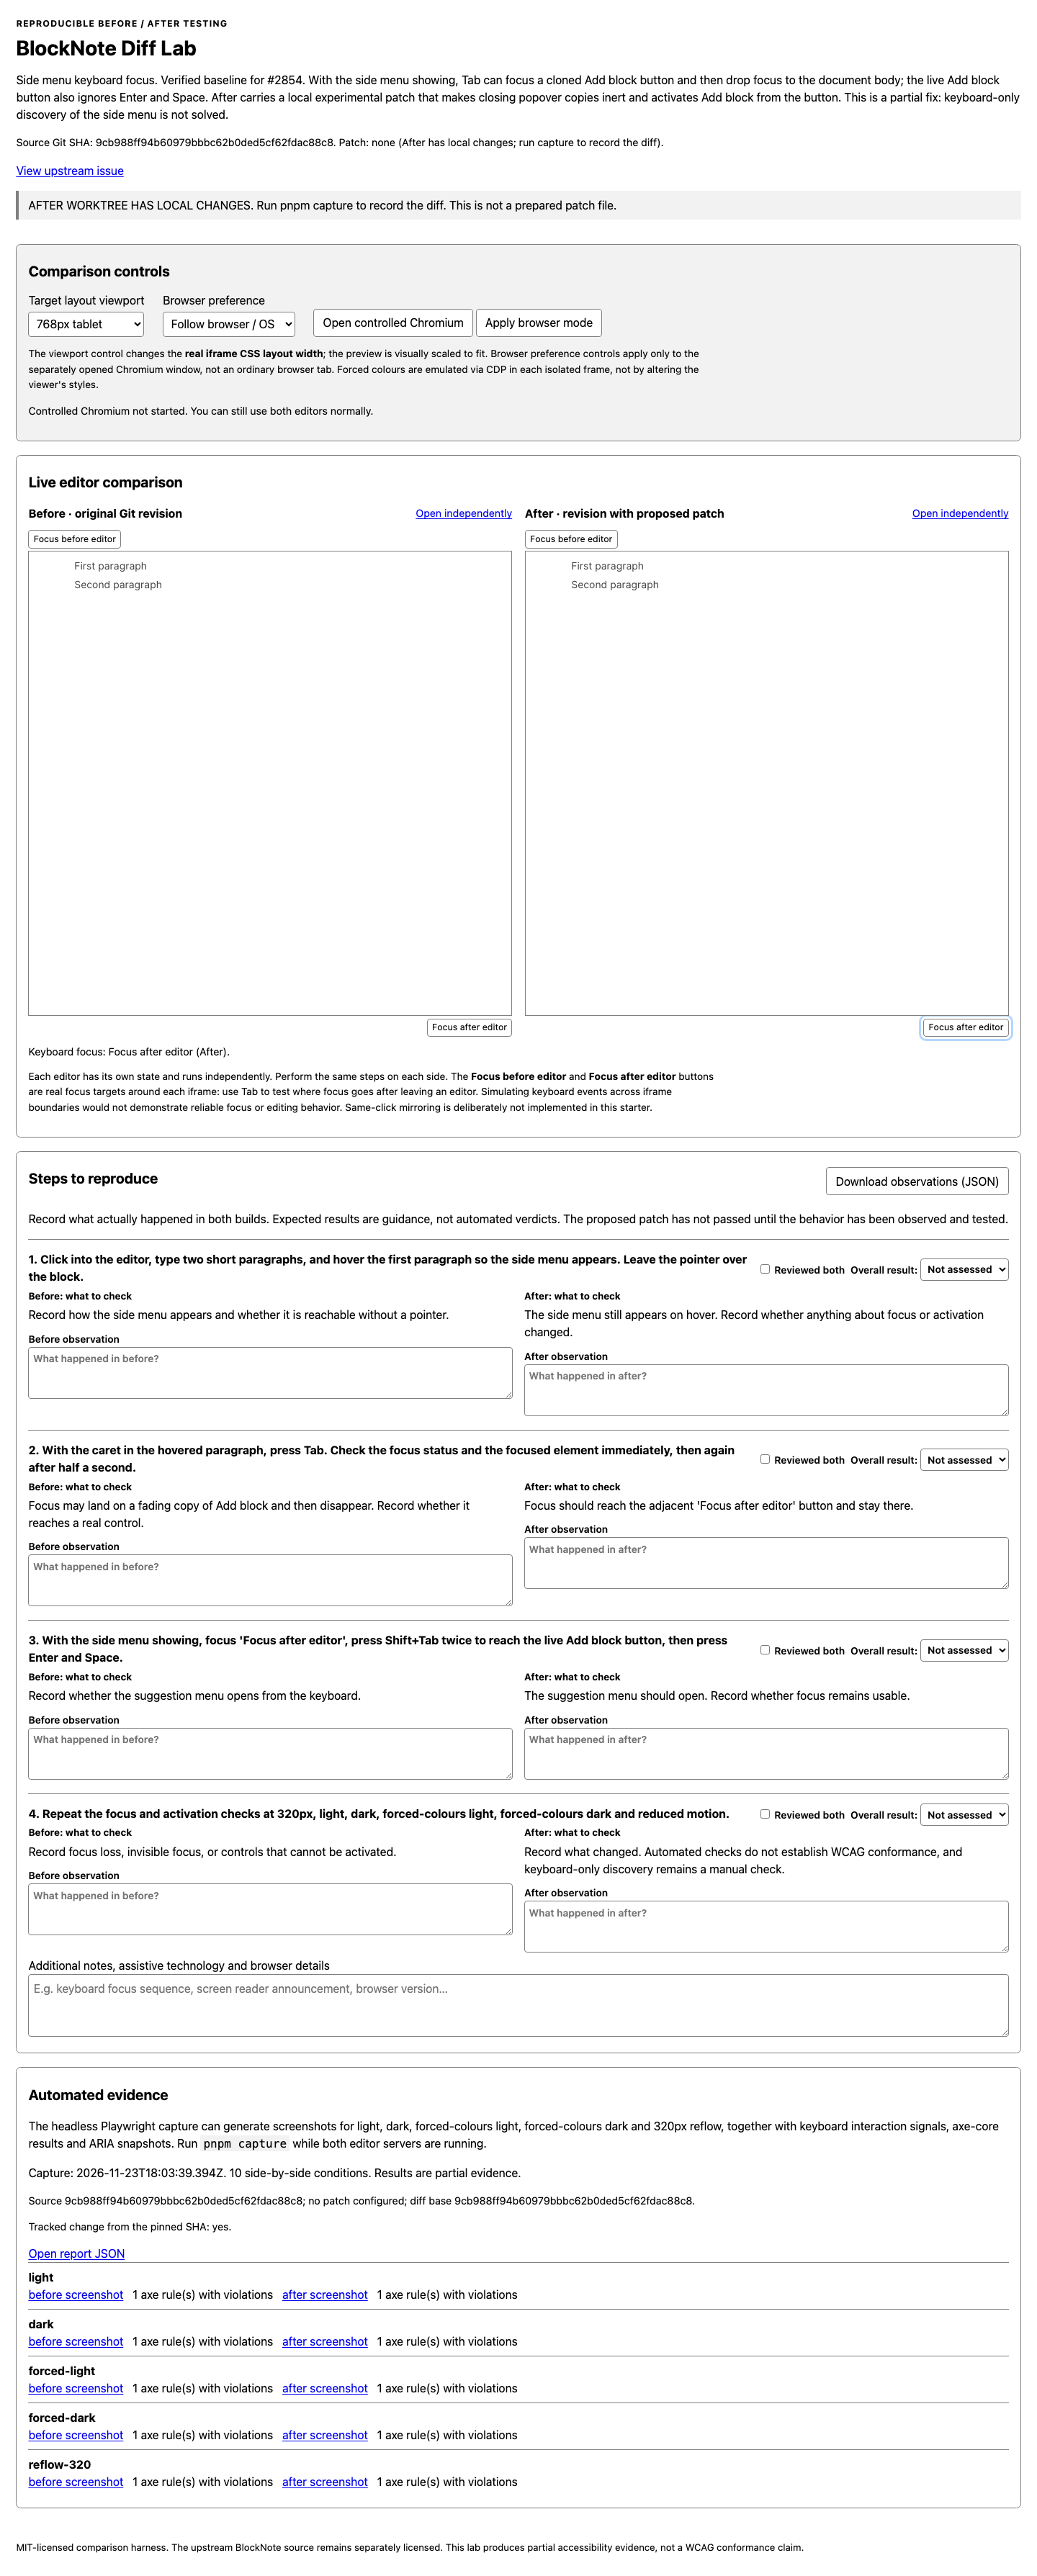 REPRODUCIBLE BEFORE / AFTER TESTING
BlockNote Diff Lab
Side menu keyboard focus. Verified baseline for #2854. With the side menu showing, Tab can focus a cloned Add block button and then drop focus to the document body; the live Add block
button also ignores Enter and Space. After carries a local experimental patch that makes closing popover copies inert and activates Add block from the button. This is a partial fix: keyboard-only
discovery of the side menu is not solved.
Source Git SHA: 9cb988ff94b60979bbbc62b0ded5cf62fdac88c8. Patch: none (After has local changes; run capture to record the diff).
View upstream issue
AFTER WORKTREE HAS LOCAL CHANGES. Run pnpm capture to record the diff. This is not a prepared patch file.
Comparison controls
Target layout viewport
768px tablet
Browser preference
Follow browser / OS
Open controlled Chromium
Apply browser mode
The viewport control changes the real iframe CSS layout width; the preview is visually scaled to fit. Browser preference controls apply only to the
separately opened Chromium window, not an ordinary browser tab. Forced colours are emulated via CDP in each isolated frame, not by altering the
viewer's styles.
Controlled Chromium not started. You can still use both editors normally.
Live editor comparison
Before · original Git revision
Open independently
Focus before editor
First paragraph
Second paragraph
Focus after editor
After · revision with proposed patch
Open independently
Focus before editor
First paragraph
Second paragraph
Focus after editor
Keyboard focus: Focus after editor (After).
Each editor has its own state and runs independently. Perform the same steps on each side. The Focus before editor and Focus after editor buttons
are real focus targets around each iframe: use Tab to test where focus goes after leaving an editor. Simulating keyboard events across iframe
boundaries would not demonstrate reliable focus or editing behavior. Same-click mirroring is deliberately not implemented in this starter.
Steps to reproduce
Download observations (JSON)
Record what actually happened in both builds. Expected results are guidance, not automated verdicts. The proposed patch has not passed until the behavior has been observed and tested.
1. Click into the editor, type two short paragraphs, and hover the first paragraph so the side menu appears. Leave the pointer over
the block.
Reviewed both
Overall result:
Not assessed
Before: what to check
Record how the side menu appears and whether it is reachable without a pointer.
Before observation
What happened in before?
After: what to check
The side menu still appears on hover. Record whether anything about focus or activation
changed.
After observation
What happened in after?
2. With the caret in the hovered paragraph, press Tab. Check the focus status and the focused element immediately, then again
after half a second.
Reviewed both
Overall result:
Not assessed
Before: what to check
Focus may land on a fading copy of Add block and then disappear. Record whether it
reaches a real control.
Before observation
What happened in before?
After: what to check
Focus should reach the adjacent 'Focus after editor' button and stay there.
After observation
What happened in after?
3. With the side menu showing, focus 'Focus after editor', press Shift+Tab twice to reach the live Add block button, then press
Enter and Space.
Reviewed both
Overall result:
Not assessed
Before: what to check
Record whether the suggestion menu opens from the keyboard.
Before observation
What happened in before?
After: what to check
The suggestion menu should open. Record whether focus remains usable.
After observation
What happened in after?
4. Repeat the focus and activation checks at 320px, light, dark, forced-colours light, forced-colours dark and reduced motion.
Reviewed both
Overall result:
Not assessed
Before: what to check
Record focus loss, invisible focus, or controls that cannot be activated.
Before observation
What happened in before?
After: what to check
Record what changed. Automated checks do not establish WCAG conformance, and
keyboard-only discovery remains a manual check.
After observation
What happened in after?
Additional notes, assistive technology and browser details
E.g. keyboard focus sequence, screen reader announcement, browser version...
Automated evidence
The headless Playwright capture can generate screenshots for light, dark, forced-colours light, forced-colours dark and 320px reflow, together with keyboard interaction signals, axe-core
results and ARIA snapshots. Run pnpm capture while both editor servers are running.
Capture: 2026-11-23T18:03:39.394Z. 10 side-by-side conditions. Results are partial evidence.
Source 9cb988ff94b60979bbbc62b0ded5cf62fdac88c8; no patch configured; diff base 9cb988ff94b60979bbbc62b0ded5cf62fdac88c8.
Tracked change from the pinned SHA: yes.
Open report JSON
light
before screenshot 1 axe rule(s) with violations after screenshot 1 axe rule(s) with violations
dark
before screenshot 1 axe rule(s) with violations after screenshot 1 axe rule(s) with violations
forced-light
before screenshot 1 axe rule(s) with violations after screenshot 1 axe rule(s) with violations
forced-dark
before screenshot 1 axe rule(s) with violations after screenshot 1 axe rule(s) with violations
reflow-320
before screenshot 1 axe rule(s) with violations after screenshot 1 axe rule(s) with violations
MIT-licensed comparison harness. The upstream BlockNote source remains separately licensed. This lab produces partial accessibility evidence, not a WCAG conformance claim.